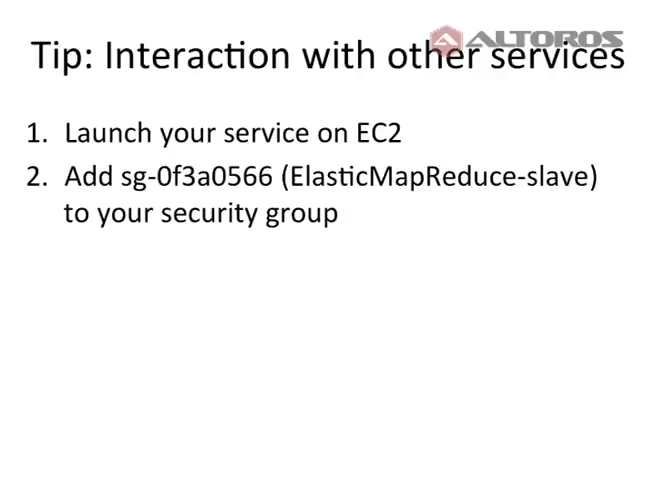 ALTOROS
Tip: Interaction with other services
1. Launch your service on EC2
2. Add sg-0f3a0566 (ElasticMapReduce-slave)
to your security group